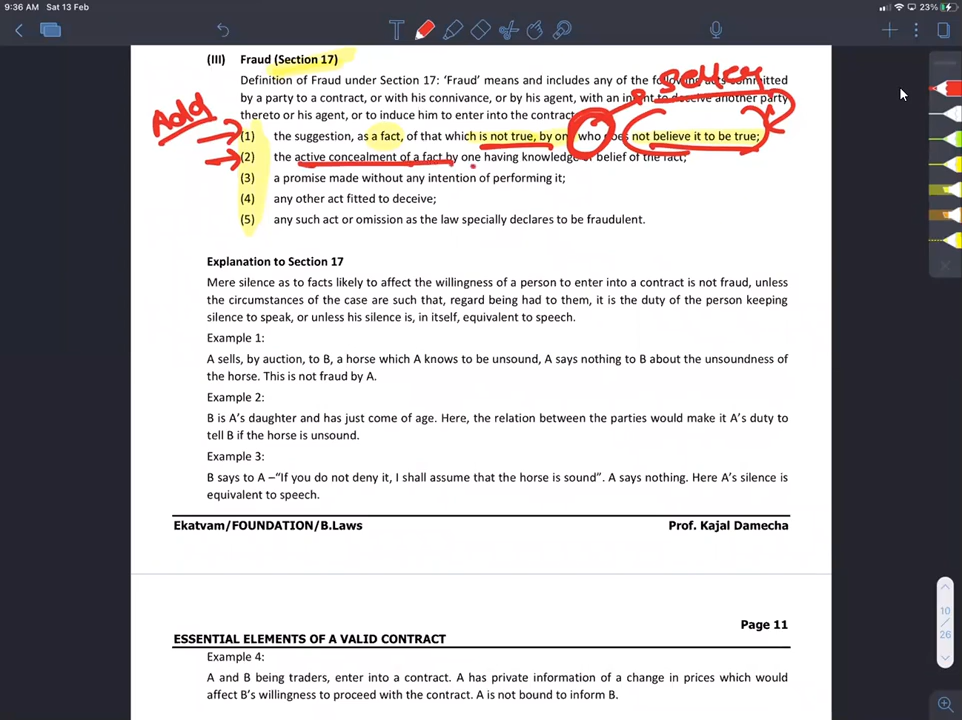 9:36 AM Sat 13 Feb
23%
(III) Fraud (Section 17)
Definition of Fraud under Section 17: ‘Fraud’ means and includes any of the following acts committed
by a party to a contract, or with his connivance, or by his agent, with an intent to deceive another party
thereto or his agent, or to induce him to enter into the contract
Seller
Add
(1) the suggestion, as a fact, of that which is not true, by one who does not believe it to be true;
(2) the active concealment of a fact by one having knowledge or belief of the fact;
(3) a promise made without any intention of performing it;
(4) any other act fitted to deceive;
(5) any such act or omission as the law specially declares to be fraudulent.
Explanation to Section 17
Mere silence as to facts likely to affect the willingness of a person to enter into a contract is not fraud, unless
the circumstances of the case are such that, regard being had to them, it is the duty of the person keeping
silence to speak, or unless his silence is, in itself, equivalent to speech.
Example 1:
A sells, by auction, to B, a horse which A knows to be unsound, A says nothing to B about the unsoundness of
the horse. This is not fraud by A.
Example 2:
B is A’s daughter and has just come of age. Here, the relation between the parties would make it A’s duty to
tell B if the horse is unsound.
Example 3:
B says to A –“If you do not deny it, I shall assume that the horse is sound”. A says nothing. Here A’s silence is
equivalent to speech.
Ekatvam/FOUNDATION/B.Laws Prof. Kajal Damecha
Page 11
ESSENTIAL ELEMENTS OF A VALID CONTRACT
Example 4:
A and B being traders, enter into a contract. A has private information of a change in prices which would
affect B’s willingness to proceed with the contract. A is not bound to inform B.
10
/
26